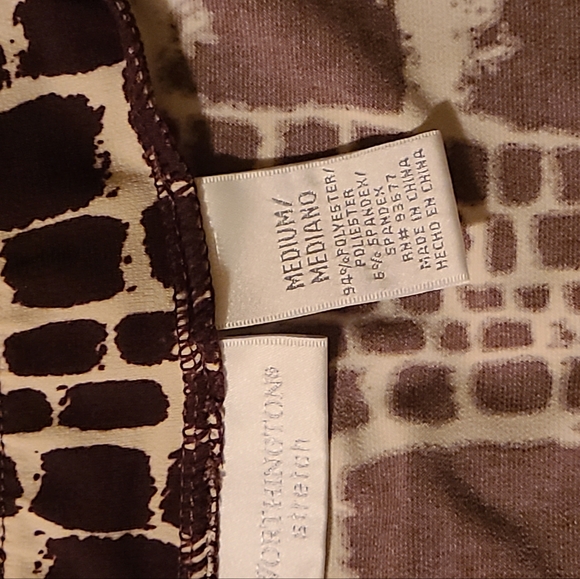 MEDIUM/
MEDIANO
94% POLYESTER/
POLIESTER
6% SPANDEX/
SPANDEX
RN# 93677
MADE IN CHINA
HECHO EN CHINA
WORTHINGTON®
stretch